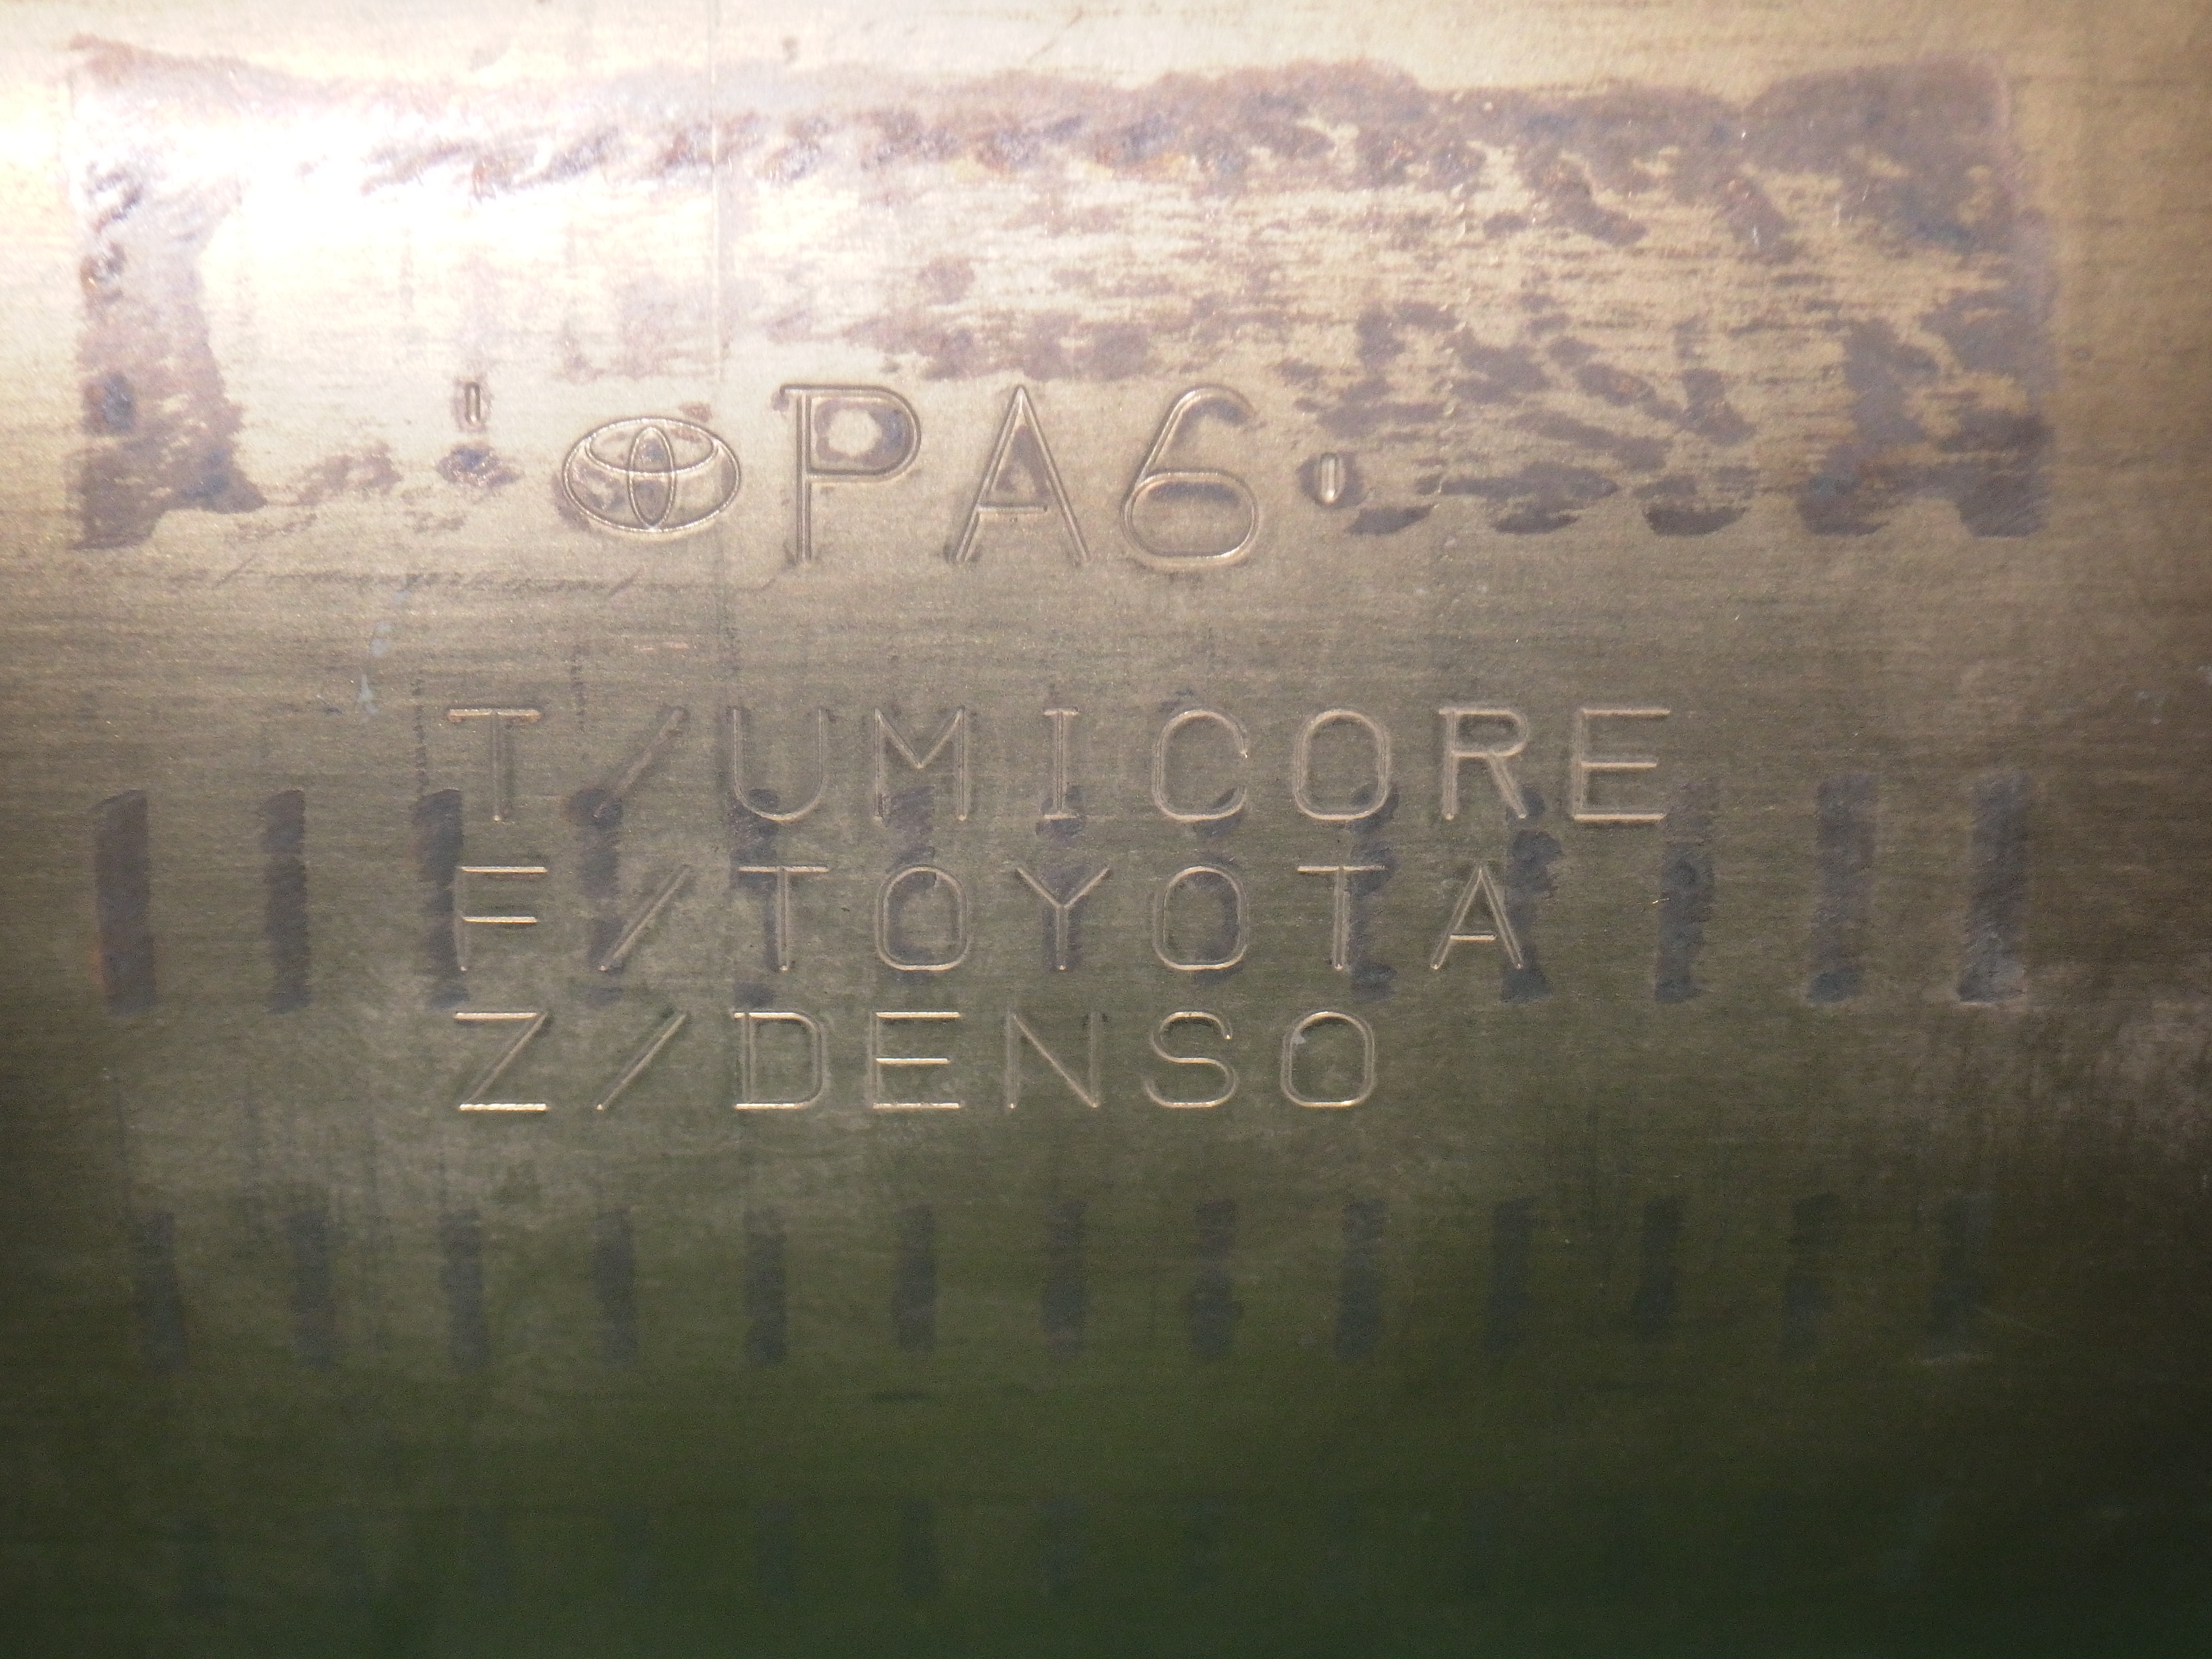 PA6
T/UMICORE
F/TOYOTA
Z/DENSO